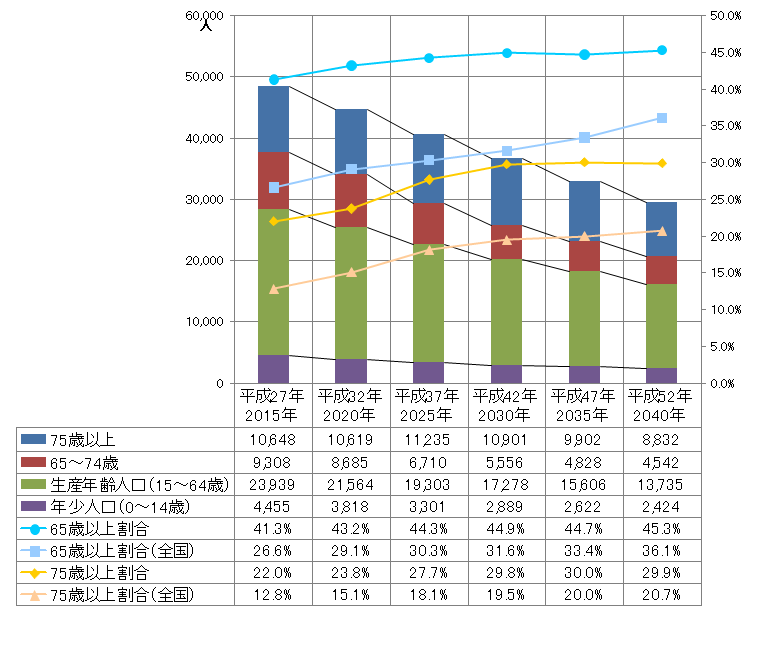 60,000 50.0%
人
45.0%
50,000
40.0%
40,000 35.0%
30.0%
30,000 25.0%
20,000 20.0%
15.0%
10,000 10.0%
5.0%
0 0.0%
平成27年 平成32年 平成37年 平成42年 平成47年 平成52年
2015年 2020年 2025年 2030年 2035年 2040年
75歳以上 10,648 10,619 11,235 10,901 9,902 8,832
65～74歳 9,308 8,685 6,710 5,556 4,828 4,542
生産年齢人口(15～64歳) 23,939 21,564 19,303 17,278 15,606 13,735
年少人口(0～14歳) 4,455 3,818 3,301 2,889 2,622 2,424
65歳以上割合 41.3% 43.2% 44.3% 44.9% 44.7% 45.3%
65歳以上割合(全国) 26.6% 29.1% 30.3% 31.6% 33.4% 36.1%
75歳以上割合 22.0% 23.8% 27.7% 29.8% 30.0% 29.9%
75歳以上割合(全国) 12.8% 15.1% 18.1% 19.5% 20.0% 20.7%